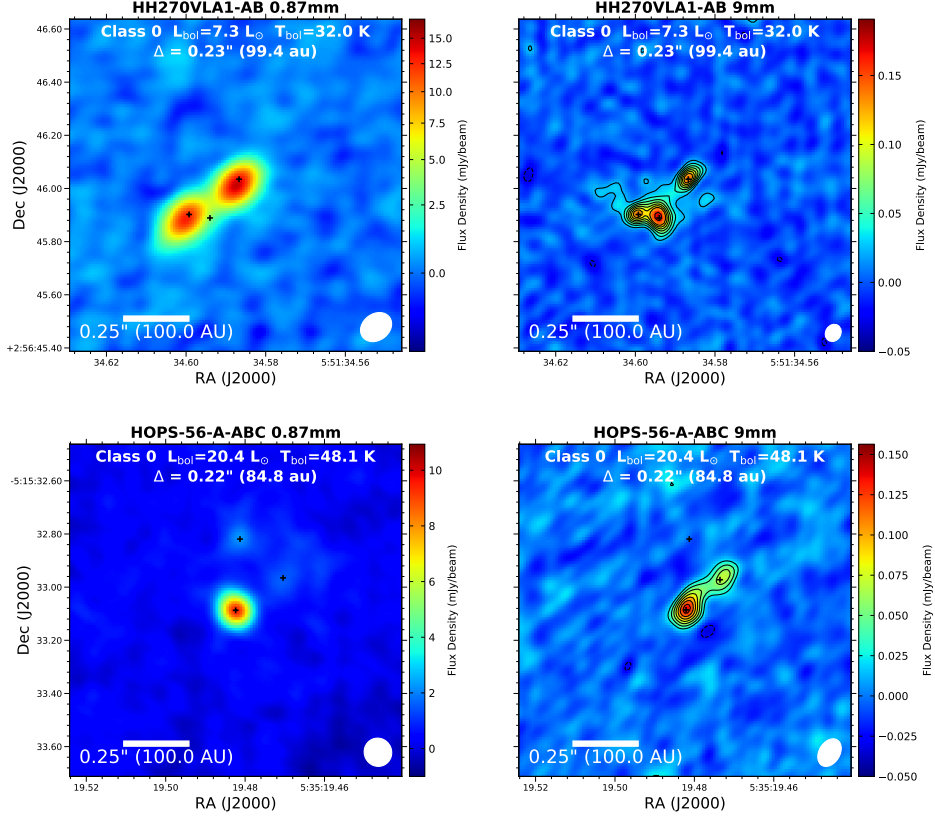 HH270VLA1-AB 0.87mm
Class 0 Lbol=7.3 L⊙ Tbol=32.0 K
Δ = 0.23" (99.4 au)
46.60
46.40
46.20
46.00
45.80
45.60
+2:56:45.40
Dec (J2000)
0.25" (100.0 AU)
34.62
34.60
34.58
5:51:34.56
RA (J2000)
15.0
12.5
10.0
7.5
5.0
2.5
0.0
Flux Density (mJy/beam)
HH270VLA1-AB 9mm
Class 0 Lbol=7.3 L⊙ Tbol=32.0 K
Δ = 0.23" (99.4 au)
0.25" (100.0 AU)
34.62
34.60
34.58
5:51:34.56
RA (J2000)
0.15
0.10
0.05
0.00
−0.05
Flux Density (mJy/beam)
HOPS-56-A-ABC 0.87mm
Class 0 Lbol=20.4 L⊙ Tbol=48.1 K
Δ = 0.22" (84.8 au)
-5:15:32.60
32.80
33.00
33.20
33.40
33.60
Dec (J2000)
0.25" (100.0 AU)
19.52
19.50
19.48
5:35:19.46
RA (J2000)
10
8
6
4
2
0
Flux Density (mJy/beam)
HOPS-56-A-ABC 9mm
Class 0 Lbol=20.4 L⊙ Tbol=48.1 K
Δ = 0.22" (84.8 au)
0.25" (100.0 AU)
19.52
19.50
19.48
5:35:19.46
RA (J2000)
0.150
0.125
0.100
0.075
0.050
0.025
0.000
−0.025
−0.050
Flux Density (mJy/beam)